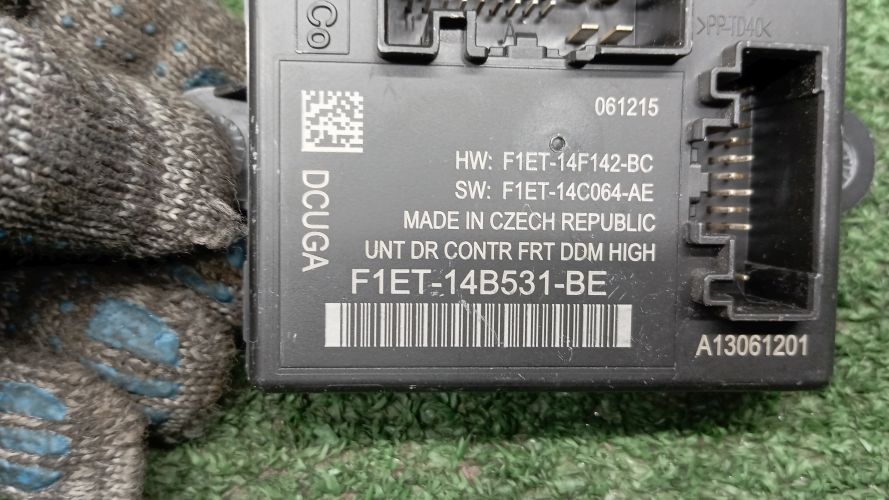 Co
A
>PP-TD40<
061215
HW: F1ET-14F142-BC
SW: F1ET-14C064-AE
MADE IN CZECH REPUBLIC
UNT DR CONTR FRT DDM HIGH
F1ET-14B531-BE
DCUGA
A13061201